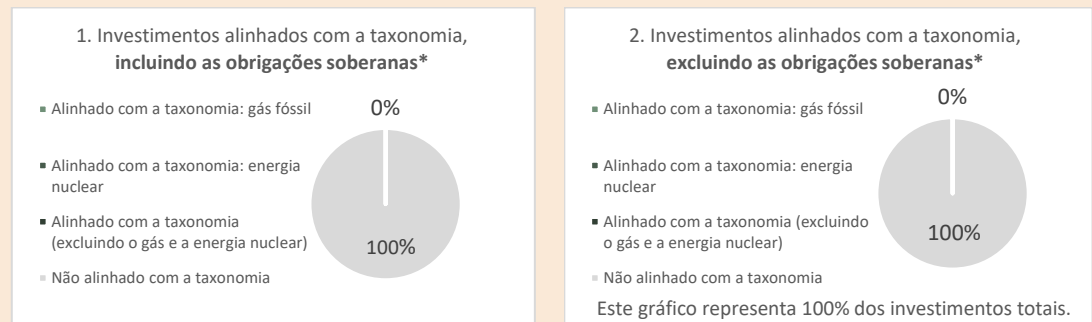 1. Investimentos alinhados com a taxonomia,
incluindo as obrigações soberanas*
Alinhado com a taxonomia: gás fóssil
Alinhado com a taxonomia: energia
nuclear
Alinhado com a taxonomia
(excluindo o gás e a energia nuclear)
Não alinhado com a taxonomia
0%
100%
2. Investimentos alinhados com a taxonomia,
excluindo as obrigações soberanas*
Alinhado com a taxonomia: gás fóssil
Alinhado com a taxonomia: energia
nuclear
Alinhado com a taxonomia (excluindo
o gás e a energia nuclear)
Não alinhado com a taxonomia
0%
100%
Este gráfico representa 100% dos investimentos totais.